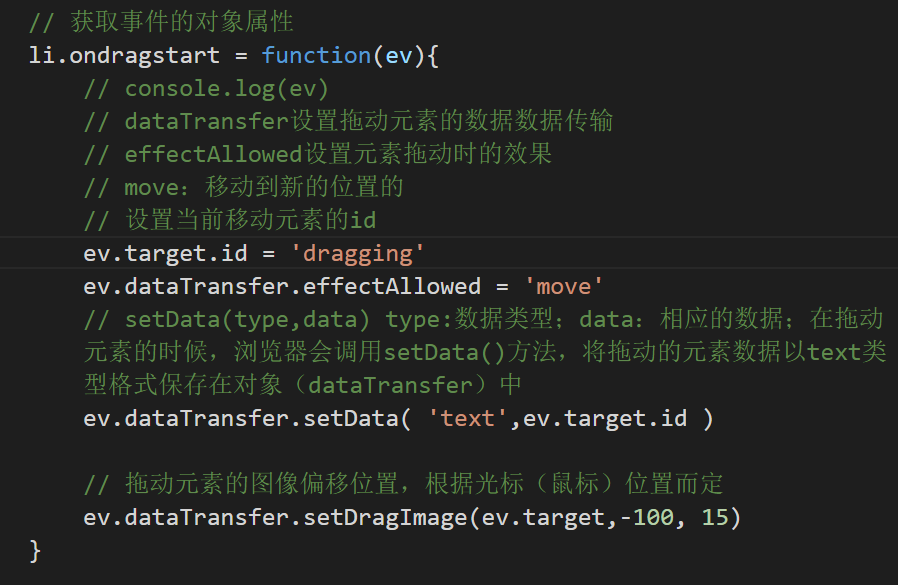 // 获取事件的对象属性
li.ondragstart = function(ev){
// console.log(ev)
// dataTransfer设置拖动元素的数据数据传输
// effectAllowed设置元素拖动时的效果
// move：移动到新的位置的
// 设置当前移动元素的id
ev.target.id = 'dragging'
ev.dataTransfer.effectAllowed = 'move'
// setData(type,data) type:数据类型；data：相应的数据；在拖动
元素的时候，浏览器会调用setData()方法，将拖动的元素数据以text类
型格式保存在对象（dataTransfer）中
ev.dataTransfer.setData( 'text',ev.target.id )
// 拖动元素的图像偏移位置，根据光标（鼠标）位置而定
ev.dataTransfer.setDragImage(ev.target,-100, 15)
}